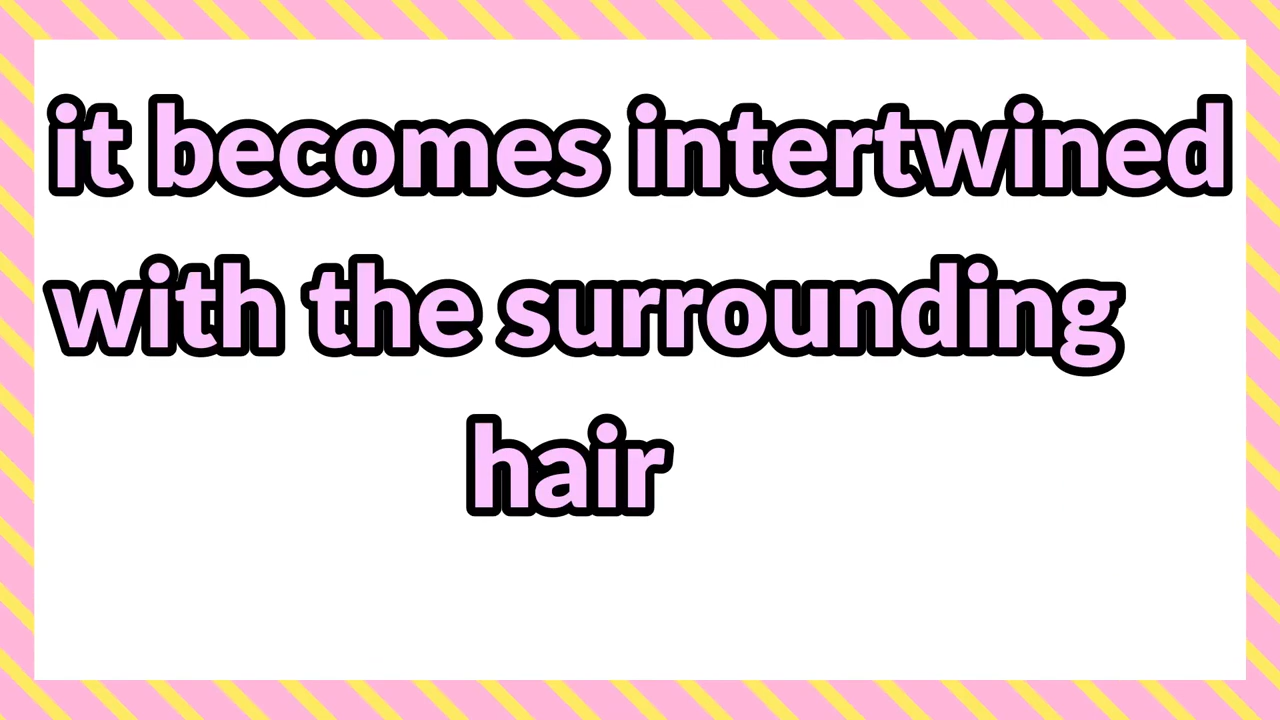 it becomes intertwined
with the surrounding
hair